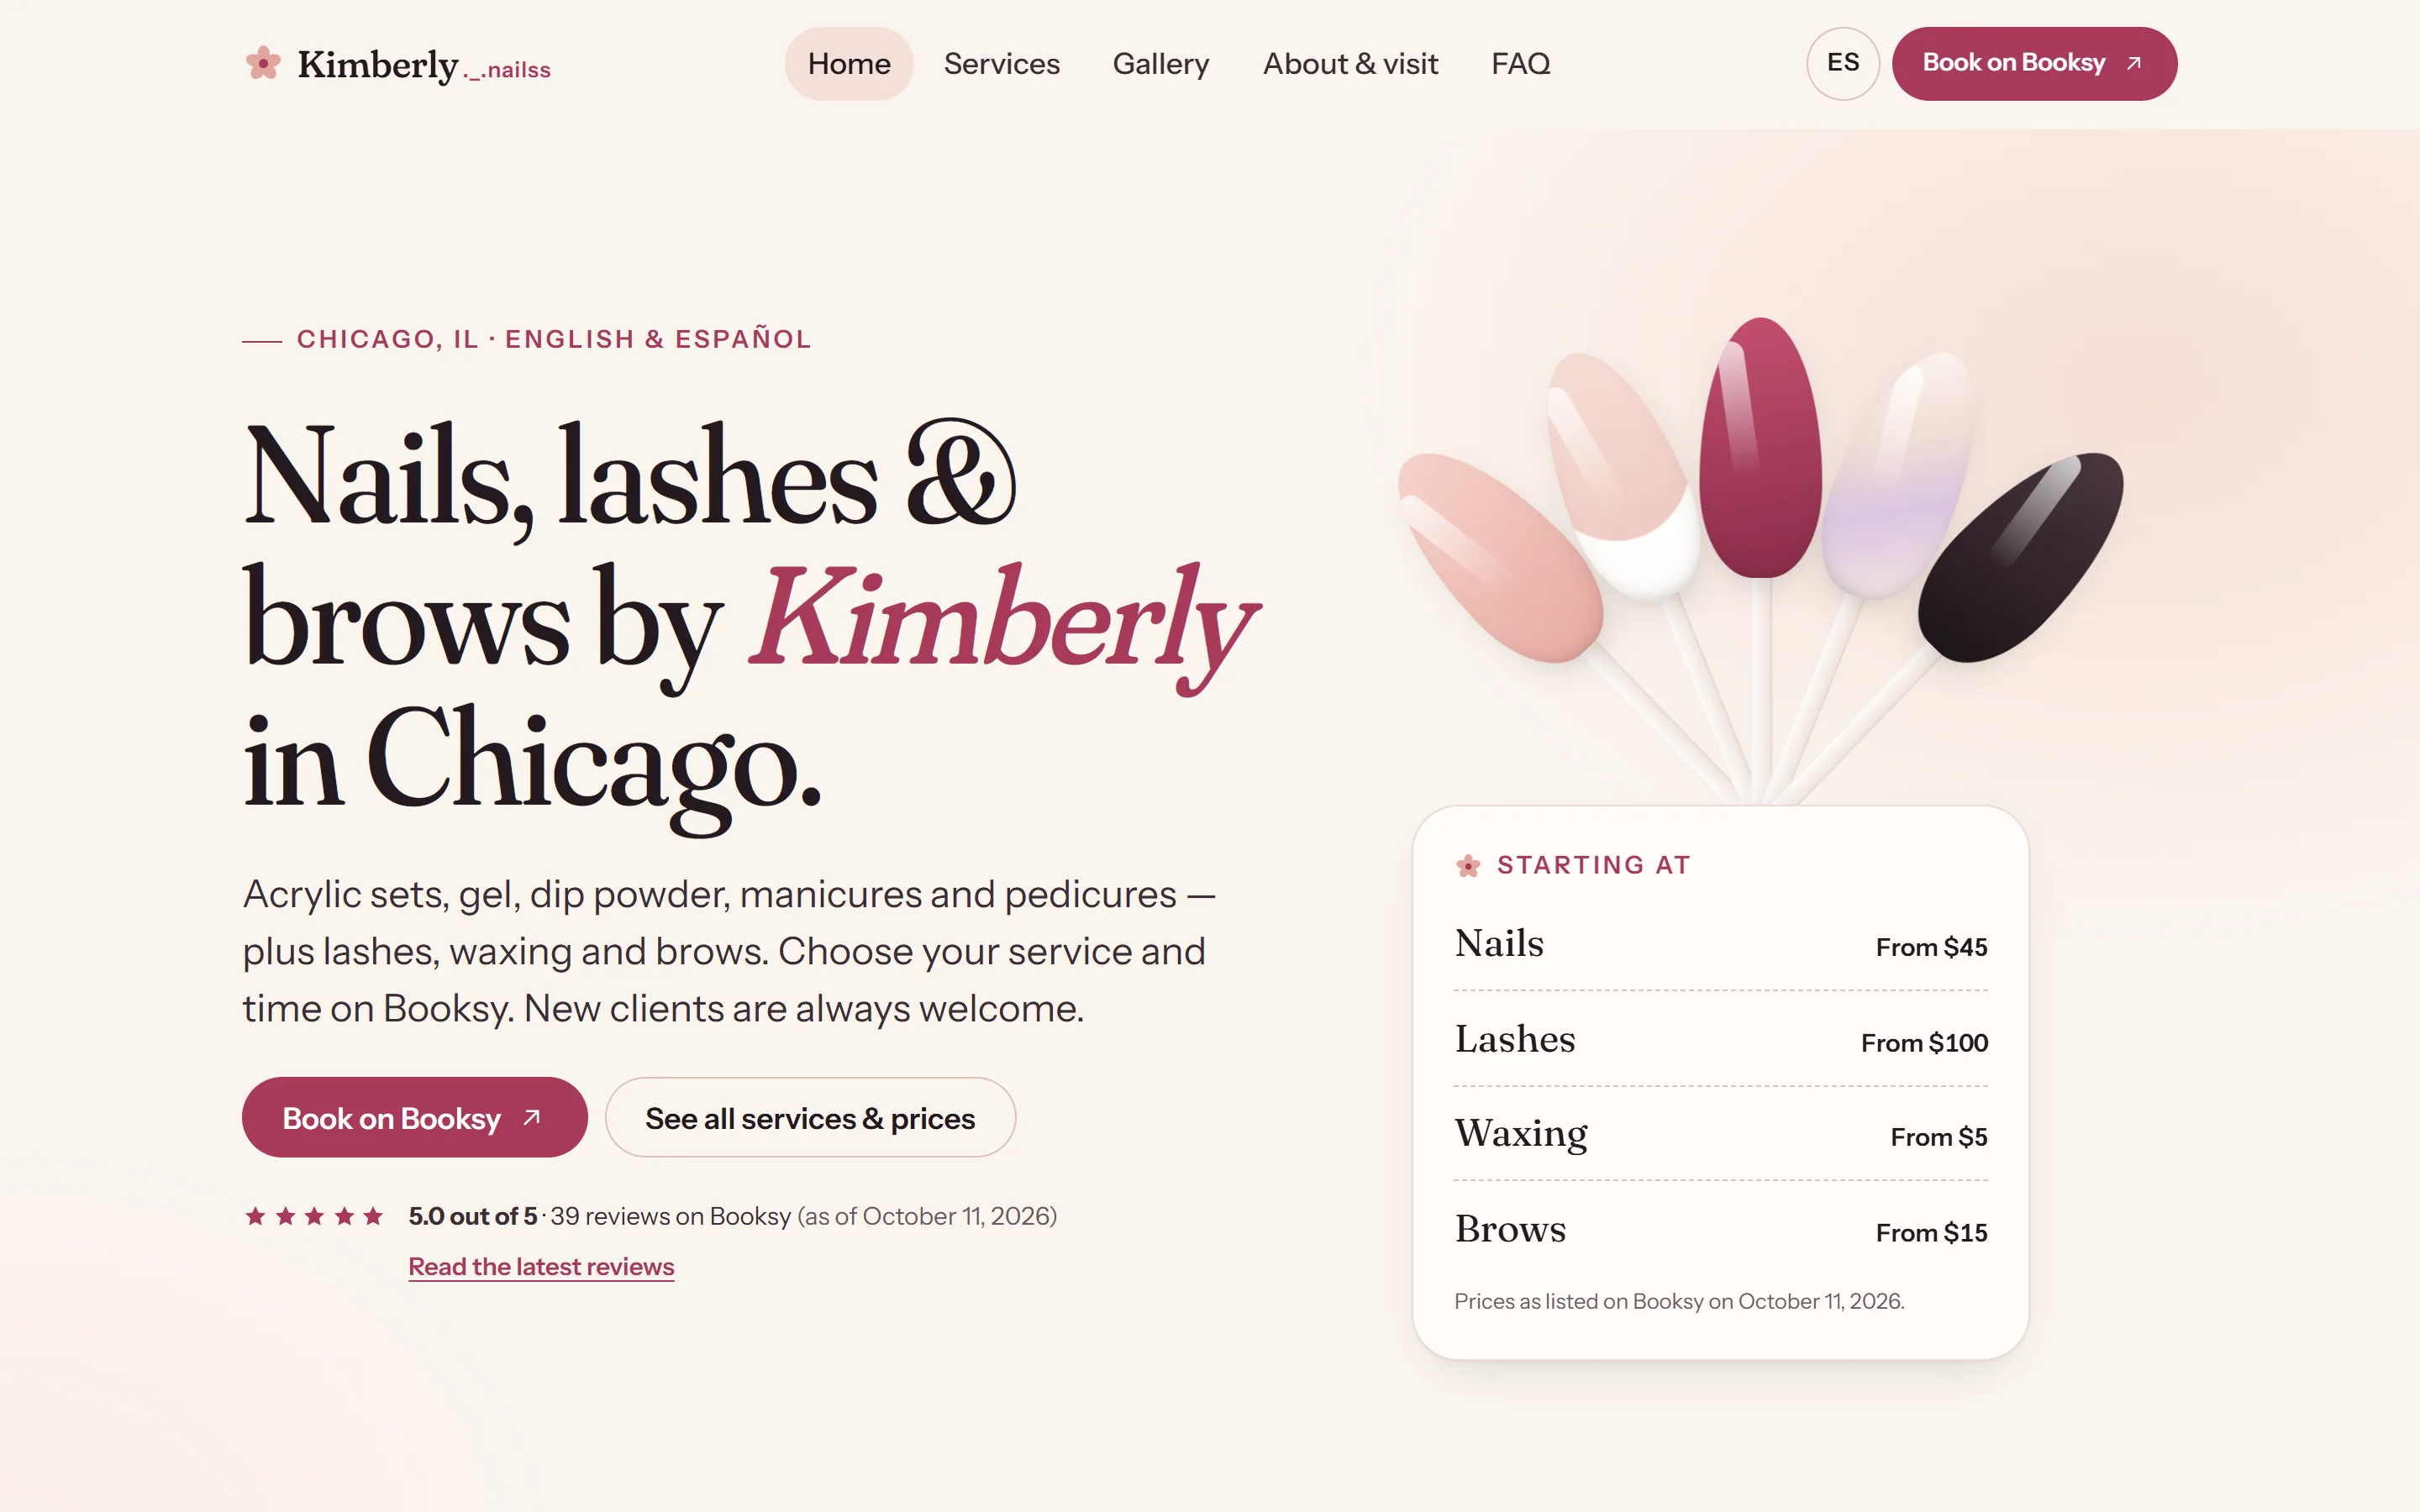 Kimberly._.nailss
Home
Services
Gallery
About & visit
FAQ
ES
Book on Booksy
CHICAGO, IL · ENGLISH & ESPAÑOL
Nails, lashes &
brows by Kimberly
in Chicago.
Acrylic sets, gel, dip powder, manicures and pedicures —
plus lashes, waxing and brows. Choose your service and
time on Booksy. New clients are always welcome.
Book on Booksy
See all services & prices
5.0 out of 5 · 39 reviews on Booksy (as of October 11, 2026)
Read the latest reviews
STARTING AT
Nails From $45
Lashes From $100
Waxing From $5
Brows From $15
Prices as listed on Booksy on October 11, 2026.